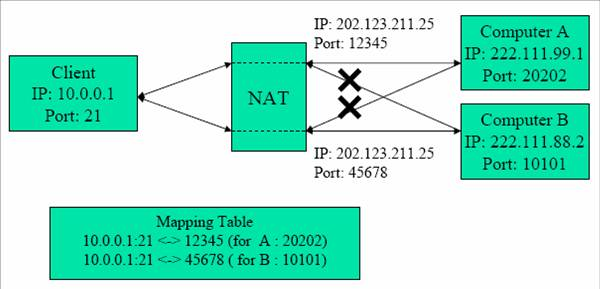 IP: 202.123.211.25
Port: 12345
Client
IP: 10.0.0.1
Port: 21
NAT
Computer A
IP: 222.111.99.1
Port: 20202
Computer B
IP: 222.111.88.2
Port: 10101
IP: 202.123.211.25
Port: 45678
Mapping Table
10.0.0.1:21 <-> 12345 (for A : 20202)
10.0.0.1:21 <-> 45678 ( for B : 10101)